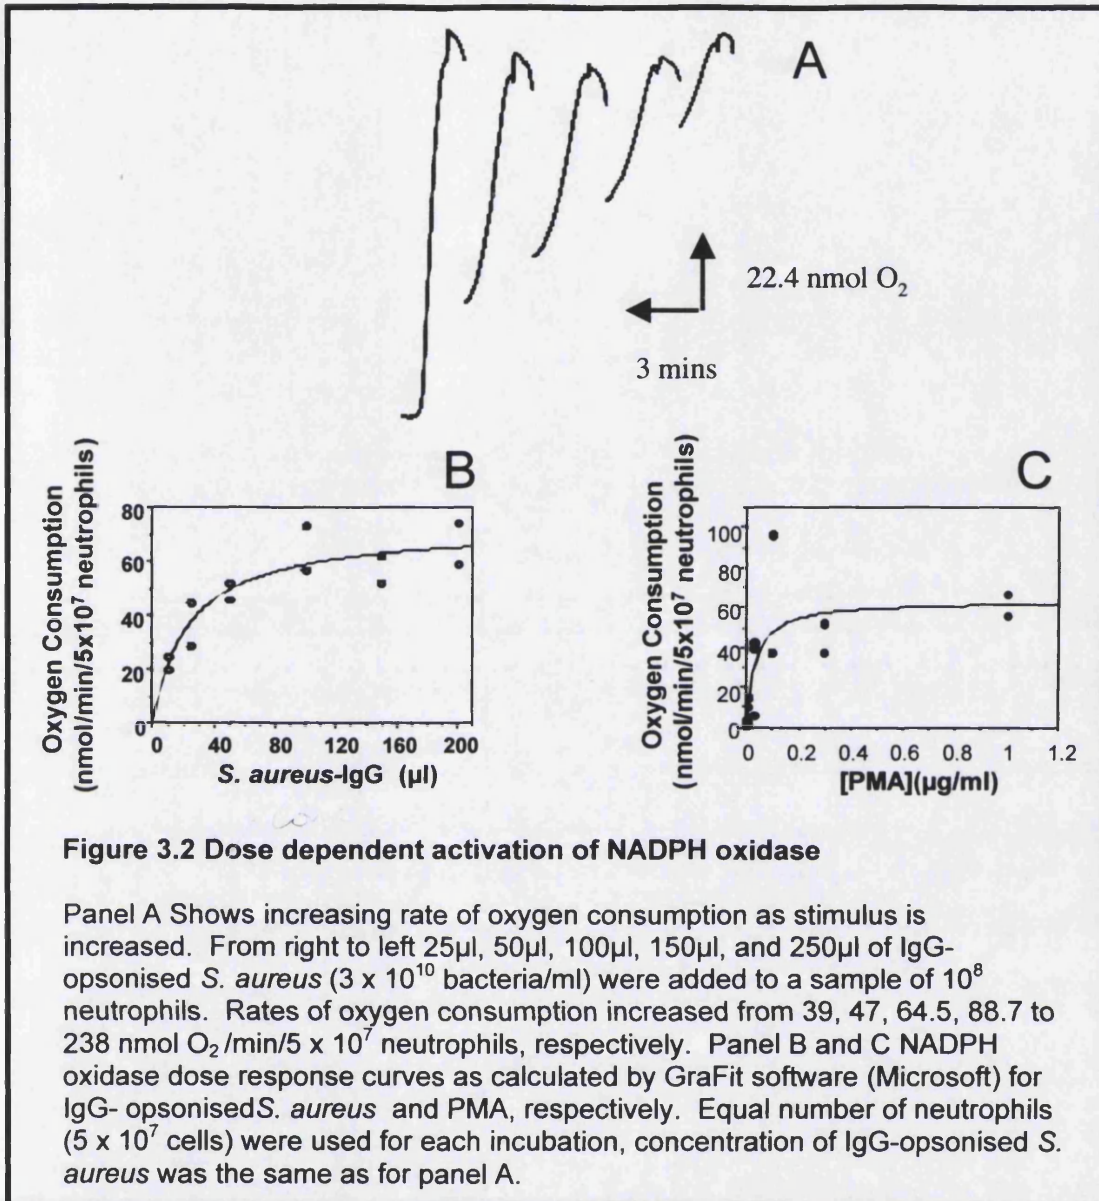 A
22.4 nmol O₂
3 mins
B
Oxygen Consumption
(nmol/min/5x10⁷ neutrophils)
80
60
40
20
0
0 40 80 120 160 200
S. aureus-IgG (µl)
C
Oxygen Consumption
(nmol/min/5x10⁷ neutrophils)
100
80
60
40
20
0
0 0.2 0.4 0.6 0.8 1 1.2
[PMA](µg/ml)
Figure 3.2 Dose dependent activation of NADPH oxidase
Panel A Shows increasing rate of oxygen consumption as stimulus is
increased. From right to left 25µl, 50µl, 100µl, 150µl, and 250µl of IgG-
opsonised S. aureus (3 x 10¹⁰ bacteria/ml) were added to a sample of 10⁸
neutrophils. Rates of oxygen consumption increased from 39, 47, 64.5, 88.7 to
238 nmol O₂ /min/5 x 10⁷ neutrophils, respectively. Panel B and C NADPH
oxidase dose response curves as calculated by GraFit software (Microsoft) for
IgG- opsonisedS. aureus and PMA, respectively. Equal number of neutrophils
(5 x 10⁷ cells) were used for each incubation, concentration of IgG-opsonised S.
aureus was the same as for panel A.